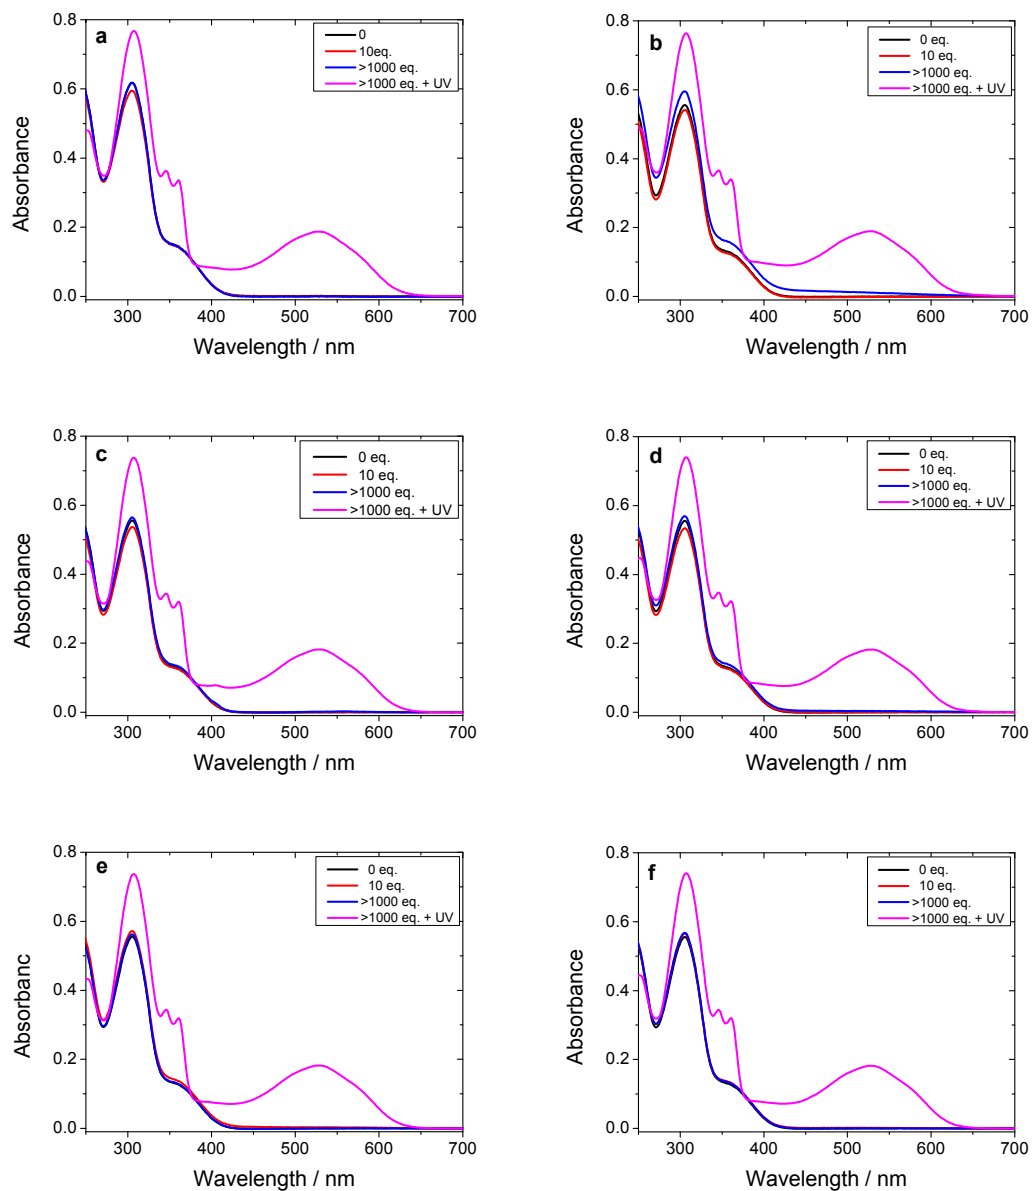 a
0
10eq.
>1000 eq.
>1000 eq. + UV
0.8
0.6
0.4
0.2
0.0
Absorbance
300 400 500 600 700
Wavelength / nm
b
0 eq.
10 eq.
>1000 eq.
>1000 eq. + UV
0.8
0.6
0.4
0.2
0.0
Absorbance
300 400 500 600 700
Wavelength / nm
c
0 eq.
10 eq.
>1000 eq.
>1000 eq. + UV
0.8
0.6
0.4
0.2
0.0
Absorbance
300 400 500 600 700
Wavelength / nm
d
0 eq.
10 eq.
>1000 eq.
>1000 eq. + UV
0.8
0.6
0.4
0.2
0.0
Absorbance
300 400 500 600 700
Wavelength / nm
e
0 eq.
10 eq.
>1000 eq.
>1000 eq. + UV
0.8
0.6
0.4
0.2
0.0
Absorbanc
300 400 500 600 700
Wavelength / nm
f
0 eq.
10 eq.
>1000 eq.
>1000 eq. + UV
0.8
0.6
0.4
0.2
0.0
Absorbance
300 400 500 600 700
Wavelength / nm